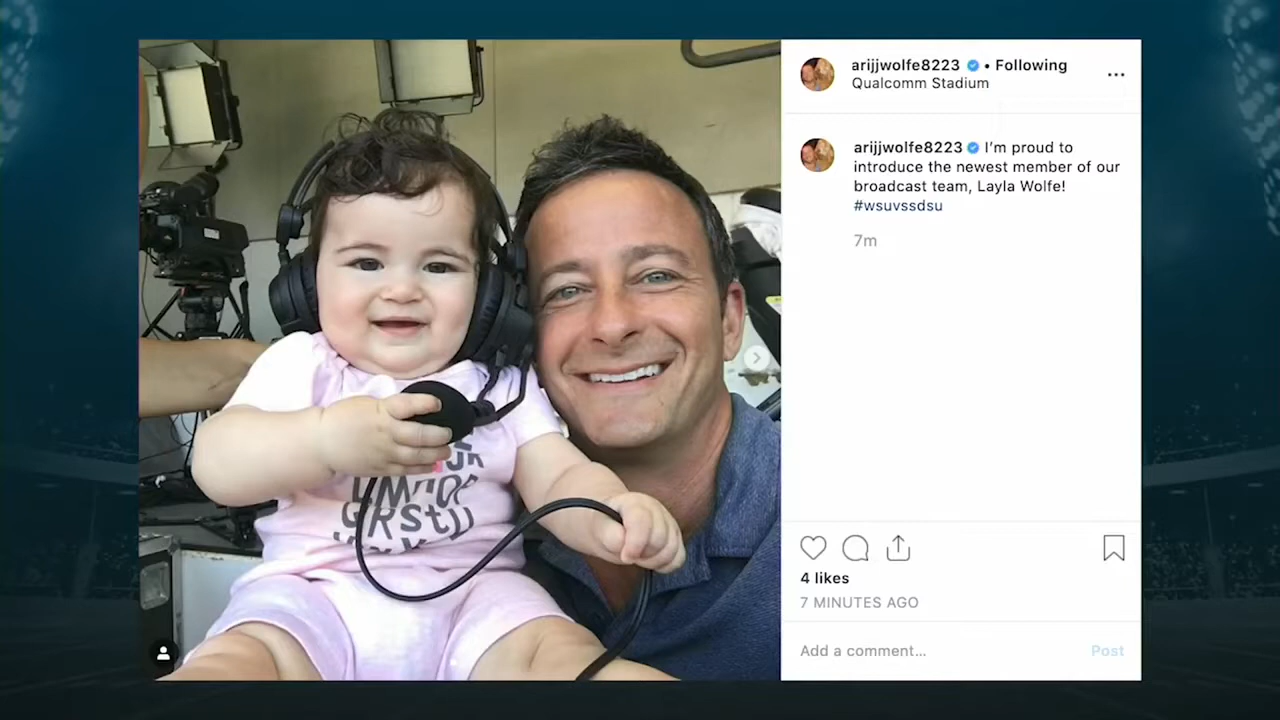 arijjwolfe8223 • Following
Qualcomm Stadium
arijjwolfe8223 I'm proud to
introduce the newest member of our
broadcast team, Layla Wolfe!
#wsuvssdsu
7m
4 likes
7 MINUTES AGO
Add a comment...
Post